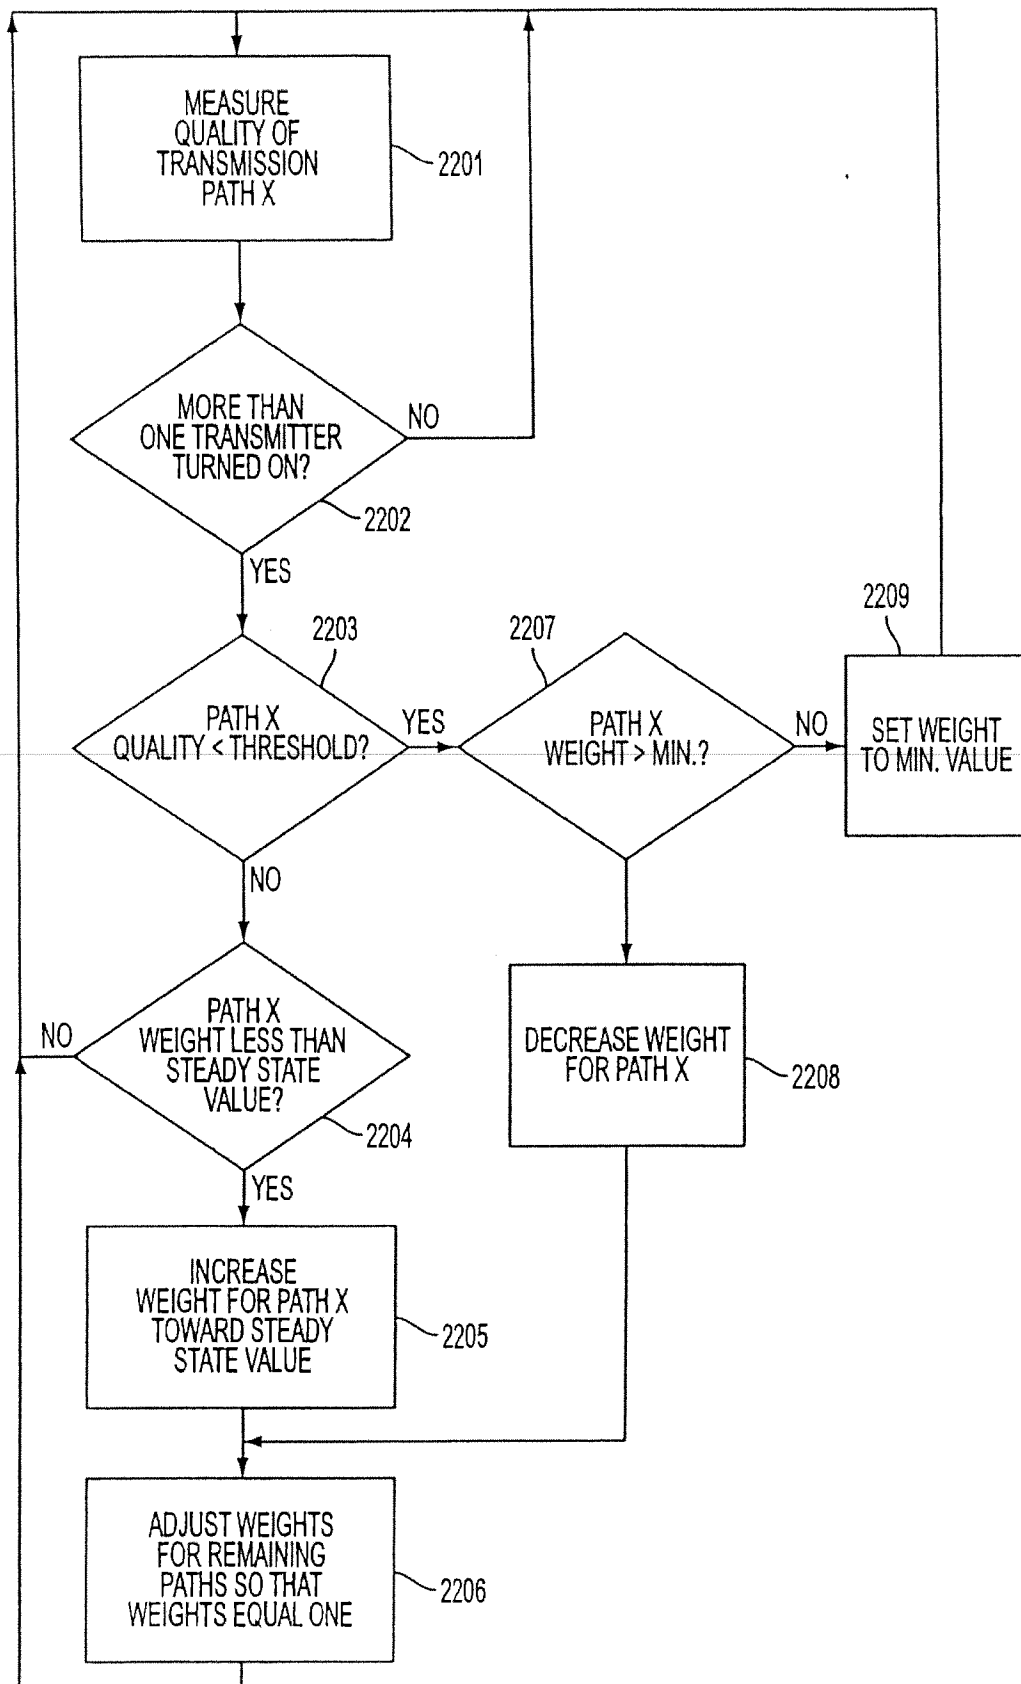 MEASURE
QUALITY OF
TRANSMISSION
PATH X
2201
MORE THAN
ONE TRANSMITTER
TURNED ON?
NO
2202
YES
2203
2207
2209
PATH X
QUALITY < THRESHOLD?
YES
PATH X
WEIGHT > MIN.?
NO
SET WEIGHT
TO MIN. VALUE
NO
PATH X
WEIGHT LESS THAN
STEADY STATE
VALUE?
NO
2204
DECREASE WEIGHT
FOR PATH X
2208
YES
INCREASE
WEIGHT FOR PATH X
TOWARD STEADY
STATE VALUE
2205
ADJUST WEIGHTS
FOR REMAINING
PATHS SO THAT
WEIGHTS EQUAL ONE
2206